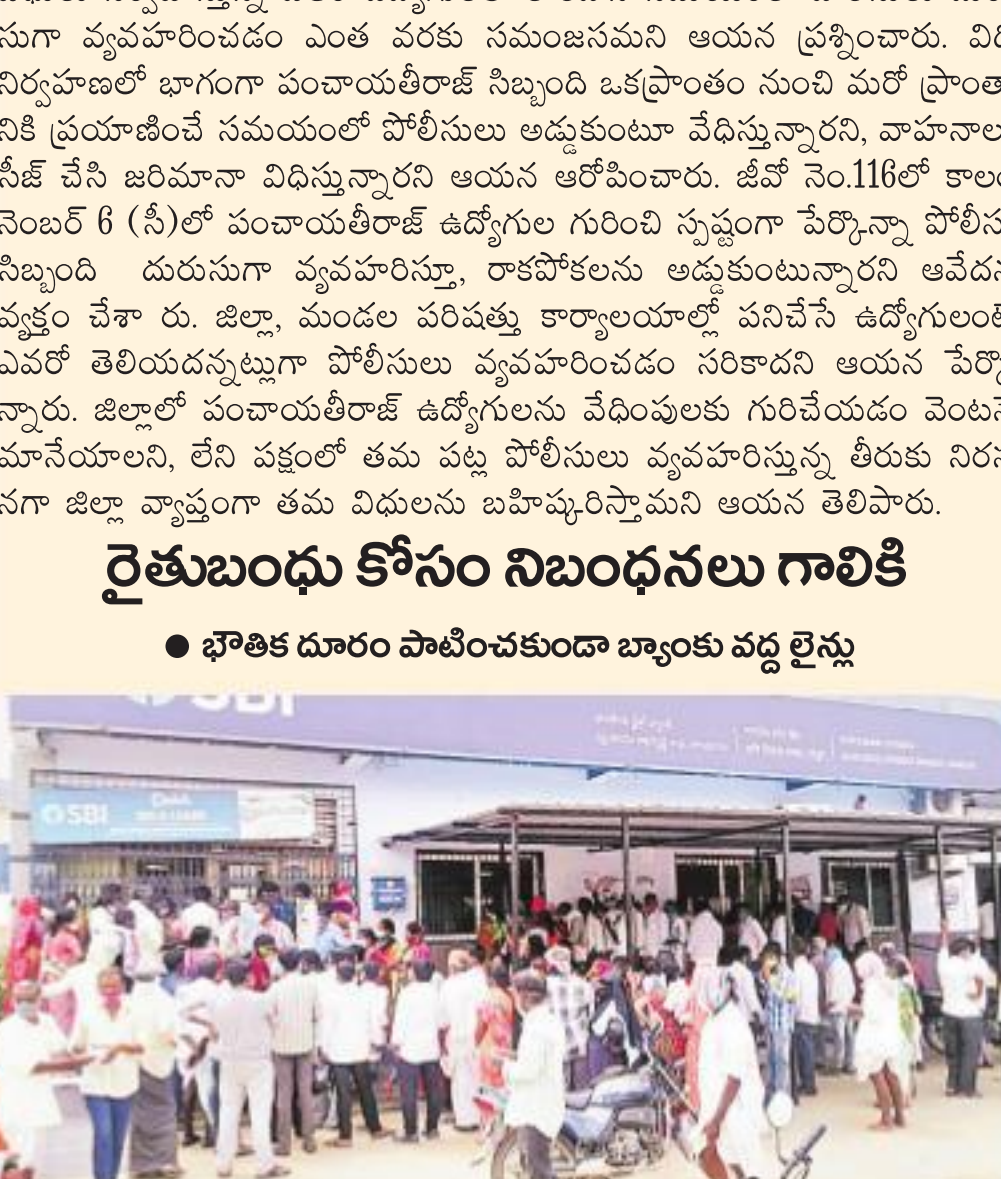 సుగా వ్యవహరించడం ఎంత వరకు సమంజసమని ఆయన ప్రశ్నించారు.
నిర్వహణలో భాగంగా పంచాయతీరాజ్ సిబ్బంది ఒకప్రాంతం నుంచి మరో
నికి ప్రయాణించే సమయంలో పోలీసులు అడ్డుకుంటూ వేధిస్తున్నారని,
సీజ్ చేసి జరిమానా విధిస్తున్నారని ఆయన ఆరోపించారు. జీవో నెం.116లో
నెంబర్ 6 (సీ)లో పంచాయతీరాజ్ ఉద్యోగుల గురించి స్పష్టంగా పేర్కొన్నా
సిబ్బంది దురుసుగా వ్యవహరిస్తూ, రాకపోకలను అడ్డుకుంటున్నారని
వ్యక్తం చేశా రు. జిల్లా, మండల పరిషత్తు కార్యాలయాల్లో పనిచేసే
ఎవరో తెలియదన్నట్లుగా పోలీసులు వ్యవహరించడం సరికాదని ఆయన
న్నారు. జిల్లాలో పంచాయతీరాజ్ ఉద్యోగులను వేధింపులకు గురిచేయడం
మానేయాలని, లేని పక్షంలో తమ పట్ల పోలీసులు వ్యవహరిస్తున్న తీరుకు
నగా జిల్లా వ్యాప్తంగా తమ విధులను బహిష్కరిస్తామని ఆయన తెలిపారు.
రైతుబంధు కోసం నిబంధనలు గాలికి
● భౌతిక దూరం పాటించకుండా బ్యాంకు వద్ద లైన్లు
SBI
SBI